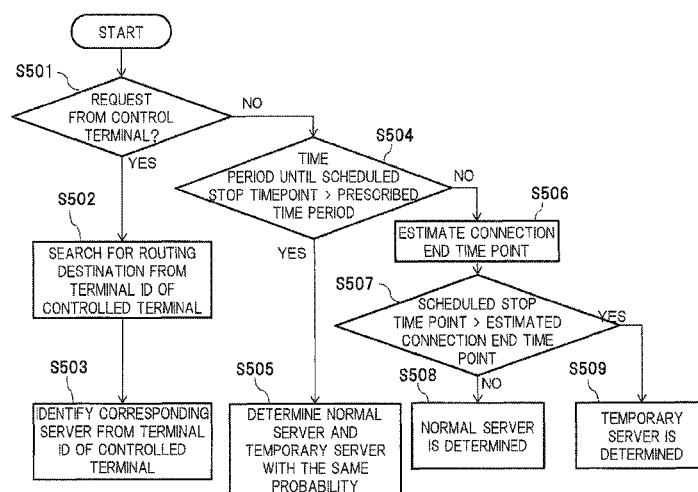 START
S501
REQUEST
FROM CONTROL
TERMINAL?
NO
YES
S504
TIME
PERIOD UNTIL SCHEDULED
STOP TIMEPOINT > PRESCRIBED
TIME PERIOD
NO
YES
S502
SEARCH FOR ROUTING
DESTINATION FROM
TERMINAL ID OF
CONTROLLED TERMINAL
S506
ESTIMATE CONNECTION
END TIME POINT
S507
SCHEDULED STOP
TIME POINT > ESTIMATED
CONNECTION END TIME
POINT
YES
NO
S503
IDENTIFY CORRESPONDING
SERVER FROM TERMINAL
ID OF CONTROLLED
TERMINAL
S505
DETERMINE NORMAL
SERVER AND
TEMPORARY SERVER
WITH THE SAME
PROBABILITY
S508
NORMAL SERVER
IS DETERMINED
S509
TEMPORARY
SERVER IS
DETERMINED